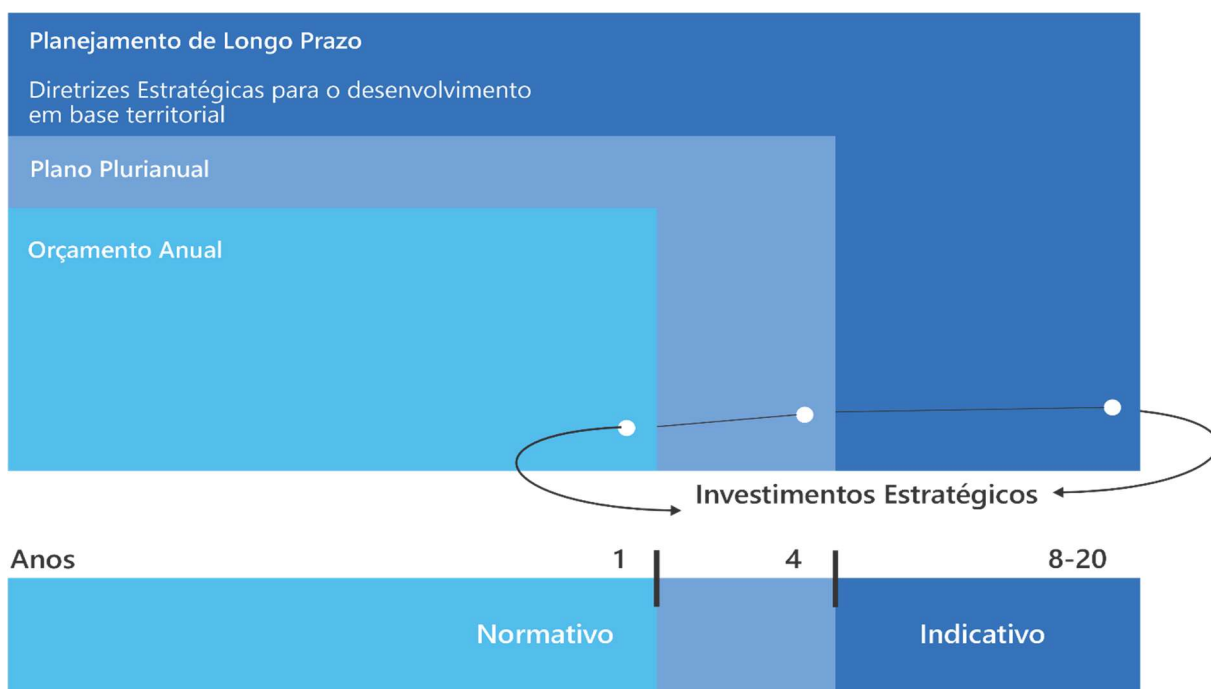 Planejamento de Longo Prazo
Diretrizes Estratégicas para o desenvolvimento
em base territorial
Plano Plurianual
Orçamento Anual
Investimentos Estratégicos
Anos 1 4 8-20
Normativo Indicativo